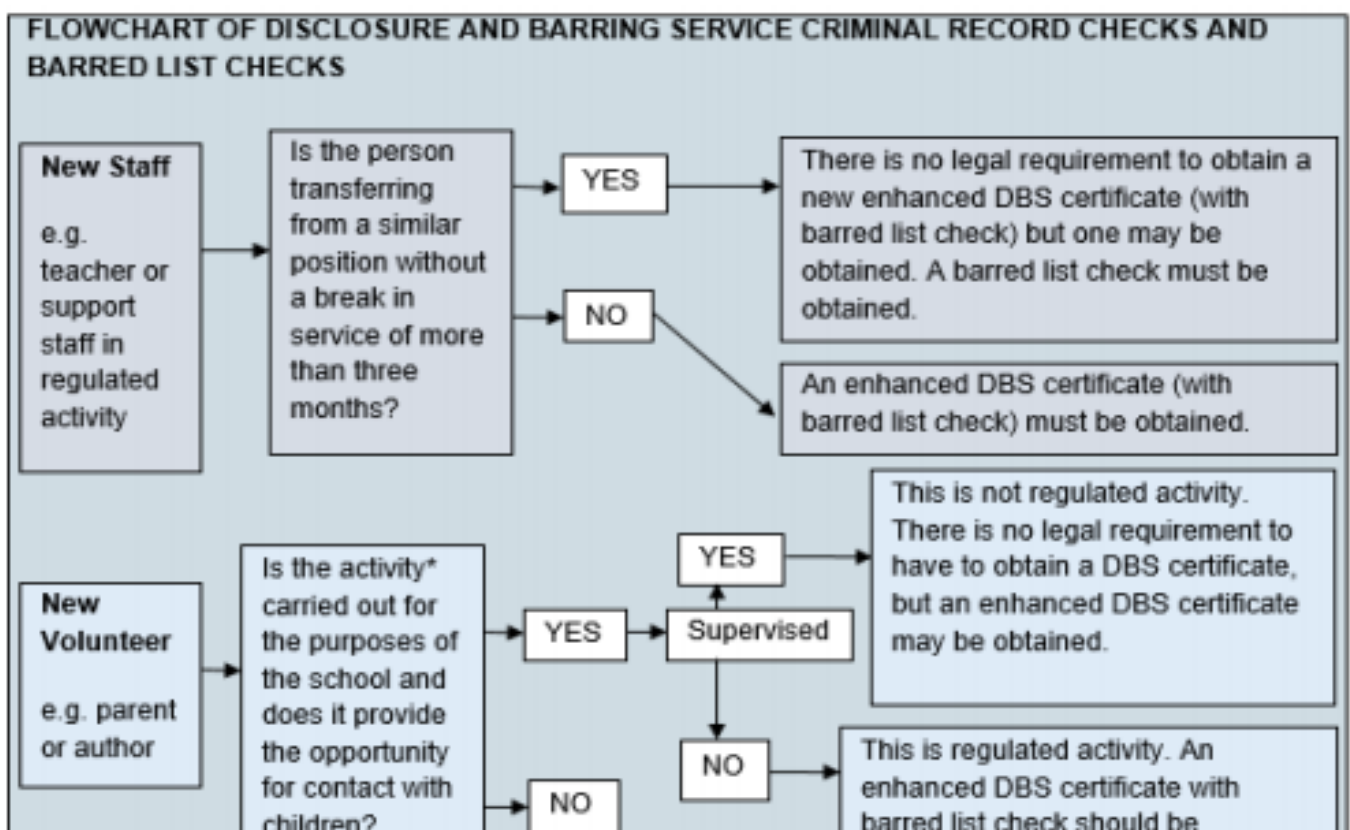 FLOWCHART OF DISCLOSURE AND BARRING SERVICE CRIMINAL RECORD CHECKS AND
BARRED LIST CHECKS
New Staff
e.g.
teacher or
support
staff in
regulated
activity
Is the person
transferring
from a similar
position without
a break in
service of more
than three
months?
YES
NO
There is no legal requirement to obtain a
new enhanced DBS certificate (with
barred list check) but one may be
obtained. A barred list check must be
obtained.
An enhanced DBS certificate (with
barred list check) must be obtained.
New
Volunteer
e.g. parent
or author
Is the activity*
carried out for
the purposes of
the school and
does it provide
the opportunity
for contact with
children?
YES
NO
Supervised
YES
NO
This is not regulated activity.
There is no legal requirement to
have to obtain a DBS certificate,
but an enhanced DBS certificate
may be obtained.
This is regulated activity. An
enhanced DBS certificate with
barred list check should be